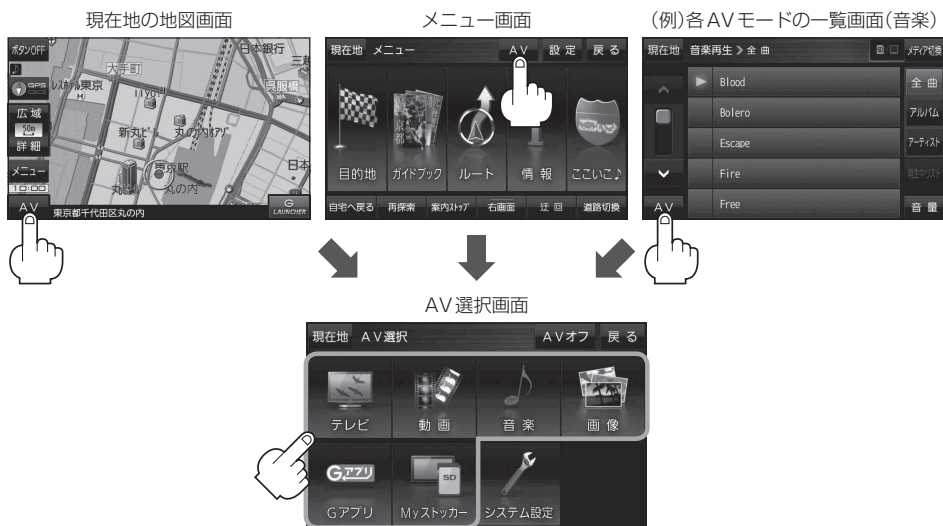 現在地の地図画面
ボタンOFF
GPS
広域
50m
詳細
メニュー
10:00
AV
日本銀行
大手町
呉服橋
新丸ビル
丸の内オアゾ
東京駅
丸の内
東京都千代田区丸の内
G
LAUNCHER
メニュー画面
現在地 メニュー AV 設定 戻る
目的地 ガイドブック ルート 情報 ここいこ♪
自宅へ戻る 再探索 案内ストップ 右画面 迂回 道路切換
(例)各AVモードの一覧画面(音楽)
現在地 音楽再生 > 全曲 メディア切換
Blood 全曲
Bolero アルバム
Escape アーティスト
Fire 再生中リスト
AV Free 音量
AV選択画面
現在地 AV選択 AVオフ 戻る
テレビ 動画 音楽 画像
Gアプリ
SD
Gアプリ Myストッカー システム設定